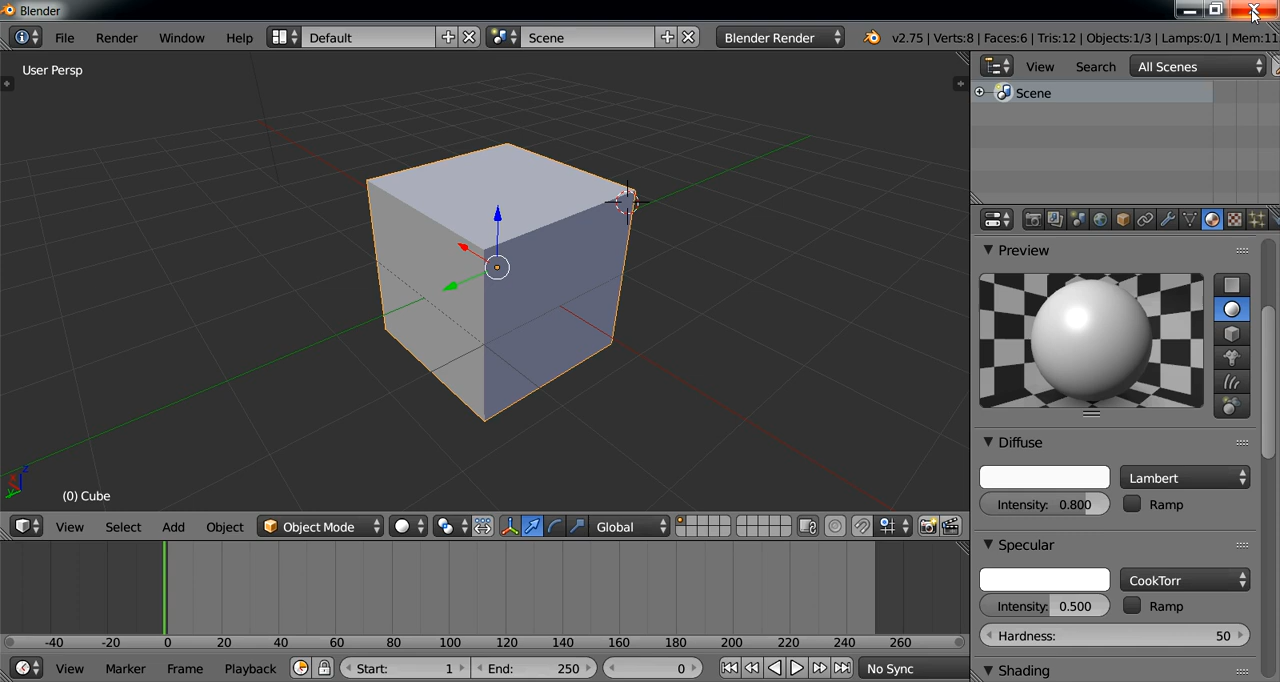 Blender
File Render Window Help Default Scene Blender Render v2.75 | Verts:8 | Faces:6 | Tris:12 | Objects:1/3 | Lamps:0/1 | Mem:11
User Persp
View Search All Scenes
Scene
Preview
Diffuse
Lambert
Intensity: 0.800 Ramp
Specular
CookTorr
Intensity: 0.500 Ramp
Hardness: 50
Shading
z
(0) Cube
View Select Add Object Object Mode Global
-40 -20 0 20 40 60 80 100 120 140 160 180 200 220 240 260
View Marker Frame Playback Start: 1 End: 250 0 No Sync